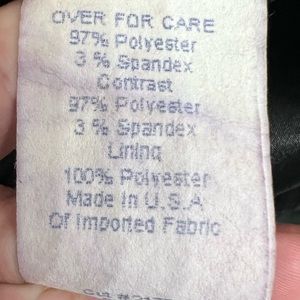 OVER FOR CARE
97% Polyester
3 % Spandex
Contrast
97% Polyester
3 % Spandex
Lining
100% Polyester
Made In U.S.A
Of Imported Fabric